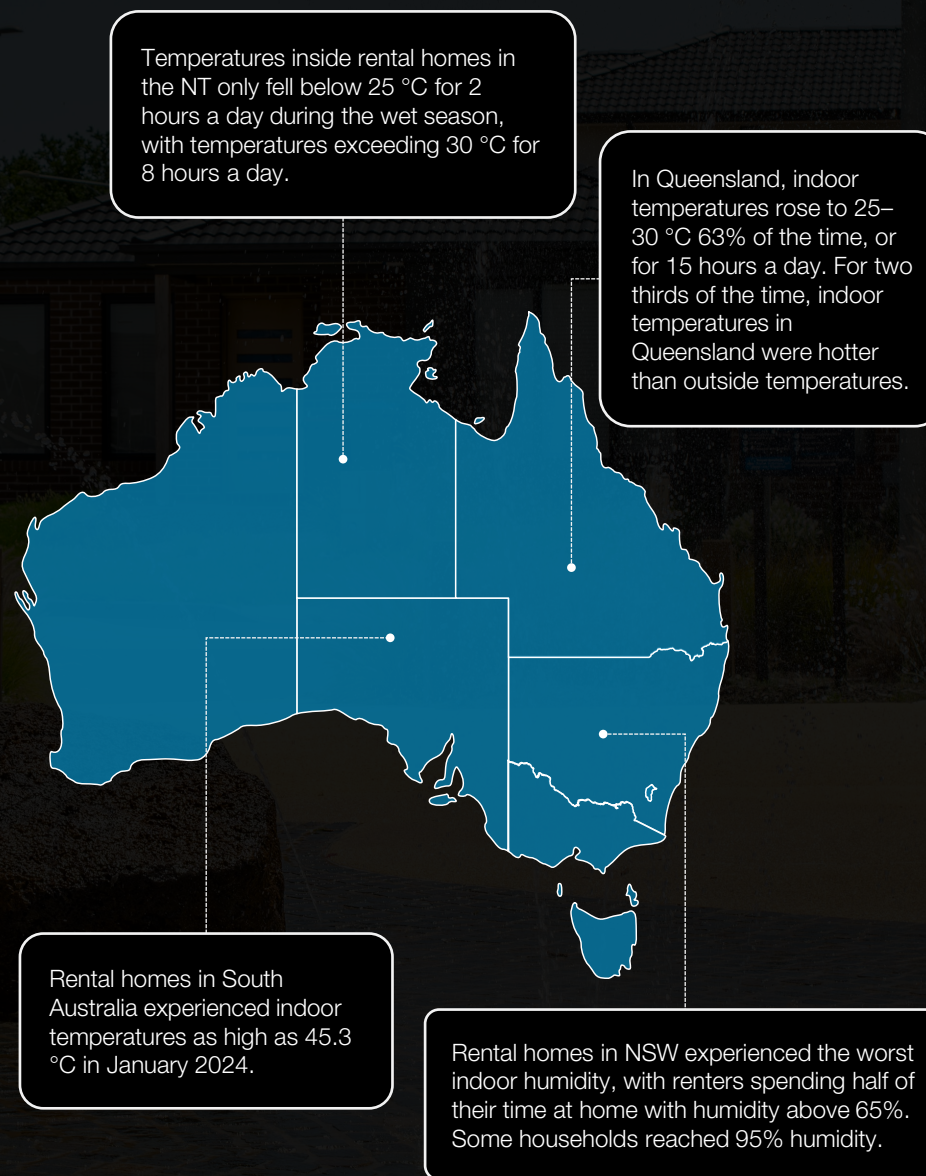 Temperatures inside rental homes in
the NT only fell below 25 °C for 2
hours a day during the wet season,
with temperatures exceeding 30 °C for
8 hours a day.
In Queensland, indoor
temperatures rose to 25–
30 °C 63% of the time, or
for 15 hours a day. For two
thirds of the time, indoor
temperatures in
Queensland were hotter
than outside temperatures.
Rental homes in South
Australia experienced indoor
temperatures as high as 45.3
°C in January 2024.
Rental homes in NSW experienced the worst
indoor humidity, with renters spending half of
their time at home with humidity above 65%.
Some households reached 95% humidity.